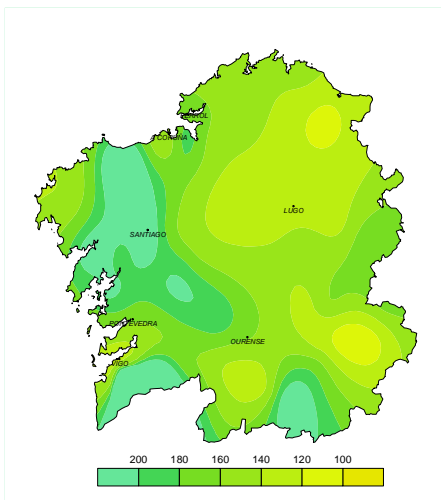 FERROL
A CORUÑA
LUGO
SANTIAGO
PONTEVEDRA
OURENSE
VIGO
200 180 160 140 120 100